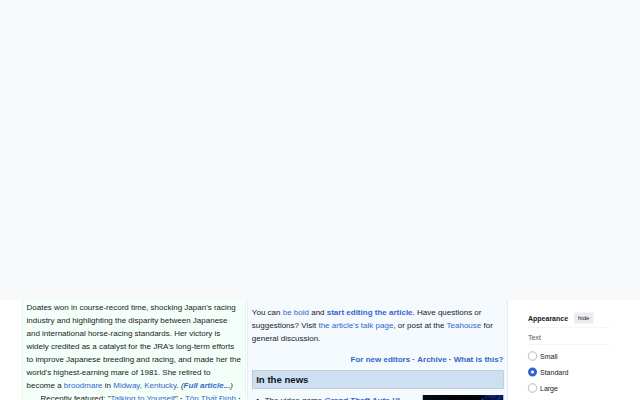 Doates won in course-record time, shocking Japan's racing
industry and highlighting the disparity between Japanese
and international horse-racing standards. Her victory is
widely credited as a catalyst for the JRA's long-term efforts
to improve Japanese breeding and racing, and made her the
world's highest-earning mare of 1981. She retired to
become a broodmare in Midway, Kentucky. (Full article...)
Recently featured: "Talking to Yourself" · Tôn Thất Đính ·
You can be bold and start editing the article. Have questions or
suggestions? Visit the article's talk page, or post at the Teahouse for
general discussion.
For new editors · Archive · What is this?
In the news
• The video game Grand Theft Auto VI
Appearance hide
Text
Small
Standard
Large